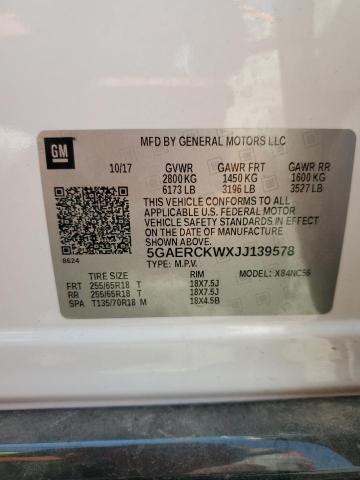 GM
MFD BY GENERAL MOTORS LLC
10/17 GVWR GAWR FRT GAWR RR
2800 KG 1450 KG 1600 KG
6173 LB 3196 LB 3527 LB
THIS VEHICLE CONFORMS TO ALL APPLICABLE
U.S. FEDERAL MOTOR
VEHICLE SAFETY STANDARDS IN EFFECT ON
THE DATE OF MANUFACTURE
SHOWN ABOVE.
5GAERCKWXJJ139578
8624 TYPE: M.P.V.
TIRE SIZE RIM MODEL: X84NC56
FRT 255/65R18 T 18X7.5J
RR 255/65R18 T 18X7.5J
SPA T135/70R18 M 18X4.5B